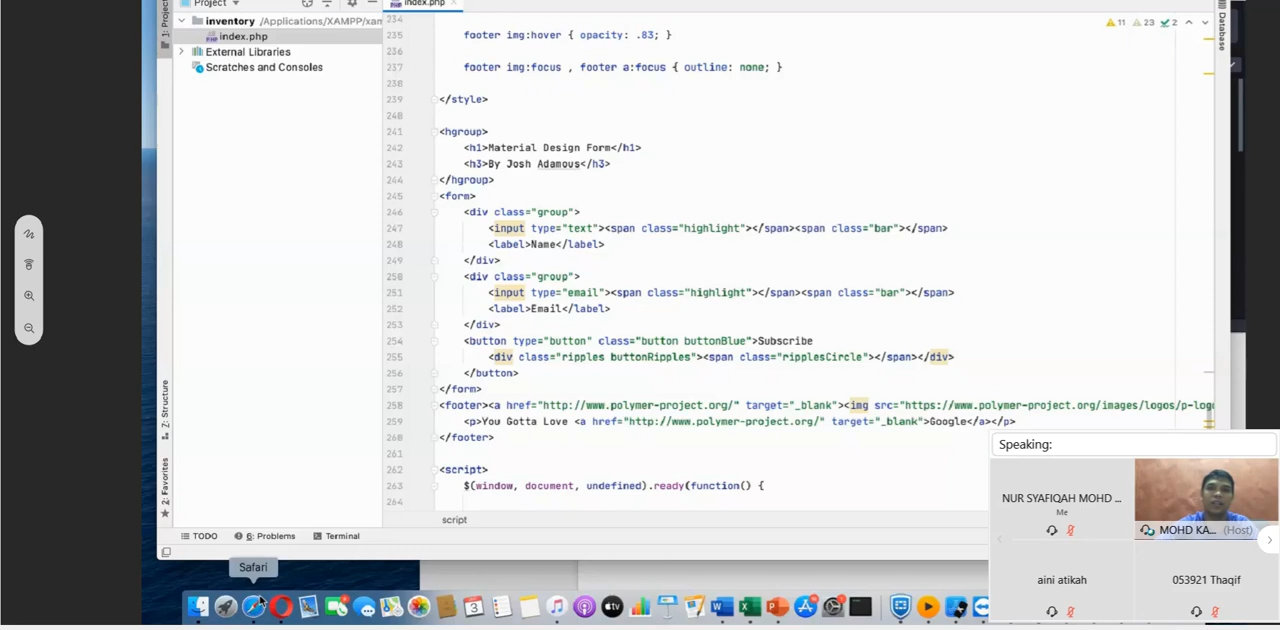 Project
index.php
inventory /Applications/XAMPP/xam
index.php
External Libraries
Scratches and Consoles
1: Project
Z: Structure
2: Favorites
Database
11 23 2
234
235 footer img:hover { opacity: .83; }
236
237 footer img:focus , footer a:focus { outline: none; }
238
239 </style>
240
241 <hgroup>
242 <h1>Material Design Form</h1>
243 <h3>By Josh Adamous</h3>
244 </hgroup>
245 <form>
246 <div class="group">
247 <input type="text"><span class="highlight"></span><span class="bar"></span>
248 <label>Name</label>
249 </div>
250 <div class="group">
251 <input type="email"><span class="highlight"></span><span class="bar"></span>
252 <label>Email</label>
253 </div>
254 <button type="button" class="button buttonBlue">Subscribe
255 <div class="ripples buttonRipples"><span class="ripplesCircle"></span></div>
256 </button>
257 </form>
258 <footer><a href="http://www.polymer-project.org/" target="_blank"><img src="https://www.polymer-project.org/images/logos/p-logo
259 <p>You Gotta Love <a href="http://www.polymer-project.org/" target="_blank">Google</a></p>
260 </footer>
261
262 <script>
263 $(window, document, undefined).ready(function() {
264
script
TODO 6: Problems Terminal
Safari
Speaking:
NUR SYAFIQAH MOHD ...
Me
MOHD KA... (Host)
aini atikah
053921 Thaqif
3
tv